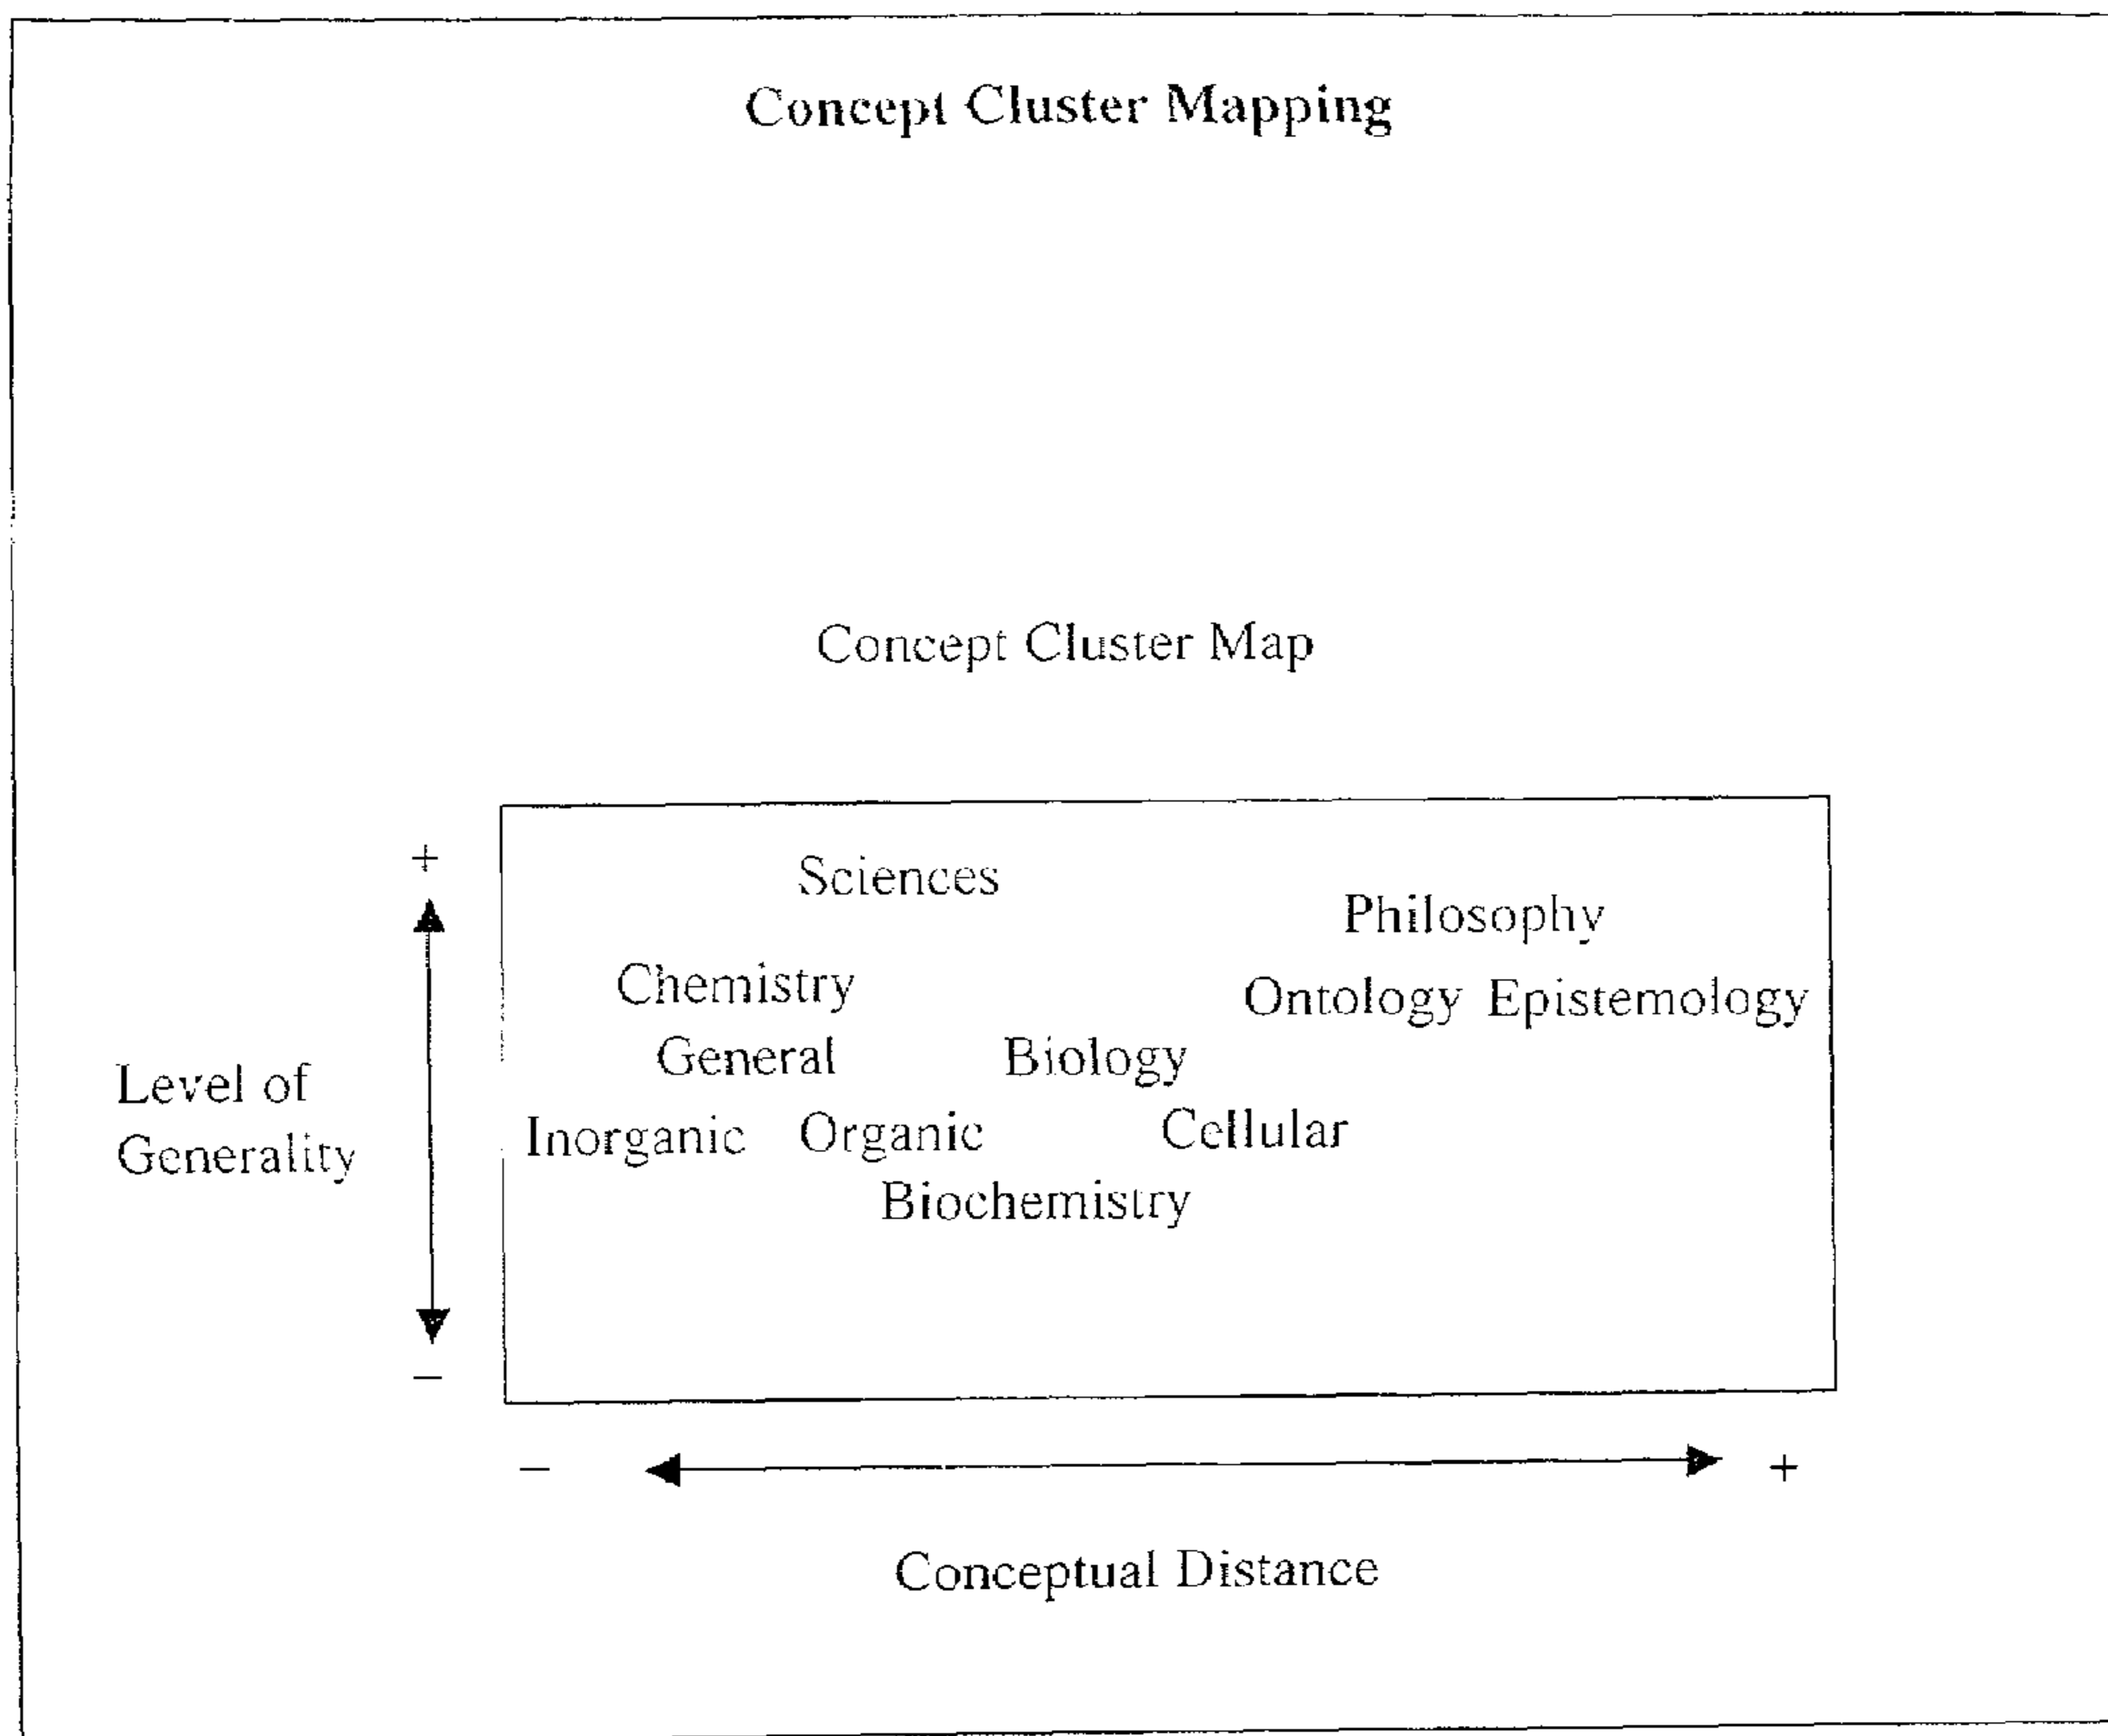 Concept Cluster Mapping
Concept Cluster Map
+
Sciences
Philosophy
Chemistry
Ontology Epistemology
General Biology
Level of
Generality
Inorganic Organic Cellular
Biochemistry
–
– +
Conceptual Distance